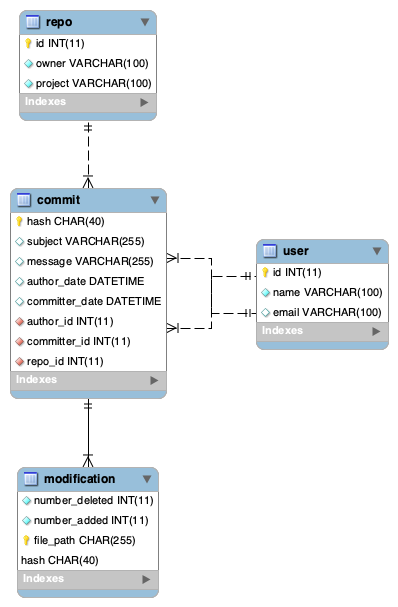 repo
id INT(11)
owner VARCHAR(100)
project VARCHAR(100)
Indexes
commit
hash CHAR(40)
subject VARCHAR(255)
message VARCHAR(255)
author_date DATETIME
committer_date DATETIME
author_id INT(11)
committer_id INT(11)
repo_id INT(11)
Indexes
user
id INT(11)
name VARCHAR(100)
email VARCHAR(100)
Indexes
modification
number_deleted INT(11)
number_added INT(11)
file_path CHAR(255)
hash CHAR(40)
Indexes